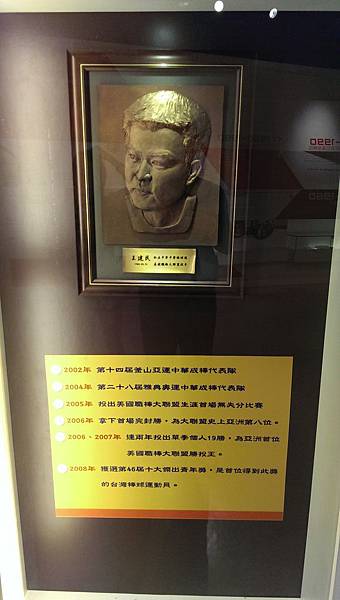 王建民
2002年 第十四屆釜山亞運中華成棒代表隊
2004年 第二十八屆雅典奧運中華成棒代表隊
2005年 投出美國職棒大聯盟生涯首場無失分比賽
2006年 拿下首場完封勝，為大聯盟史上亞洲第八位。
2006、2007年 連兩年投出單季個人19勝，為亞洲首位
美國職棒大聯盟勝投王。
2008年 獲選第46屆十大傑出青年獎，是首位得到此獎
的台灣棒球運動員。